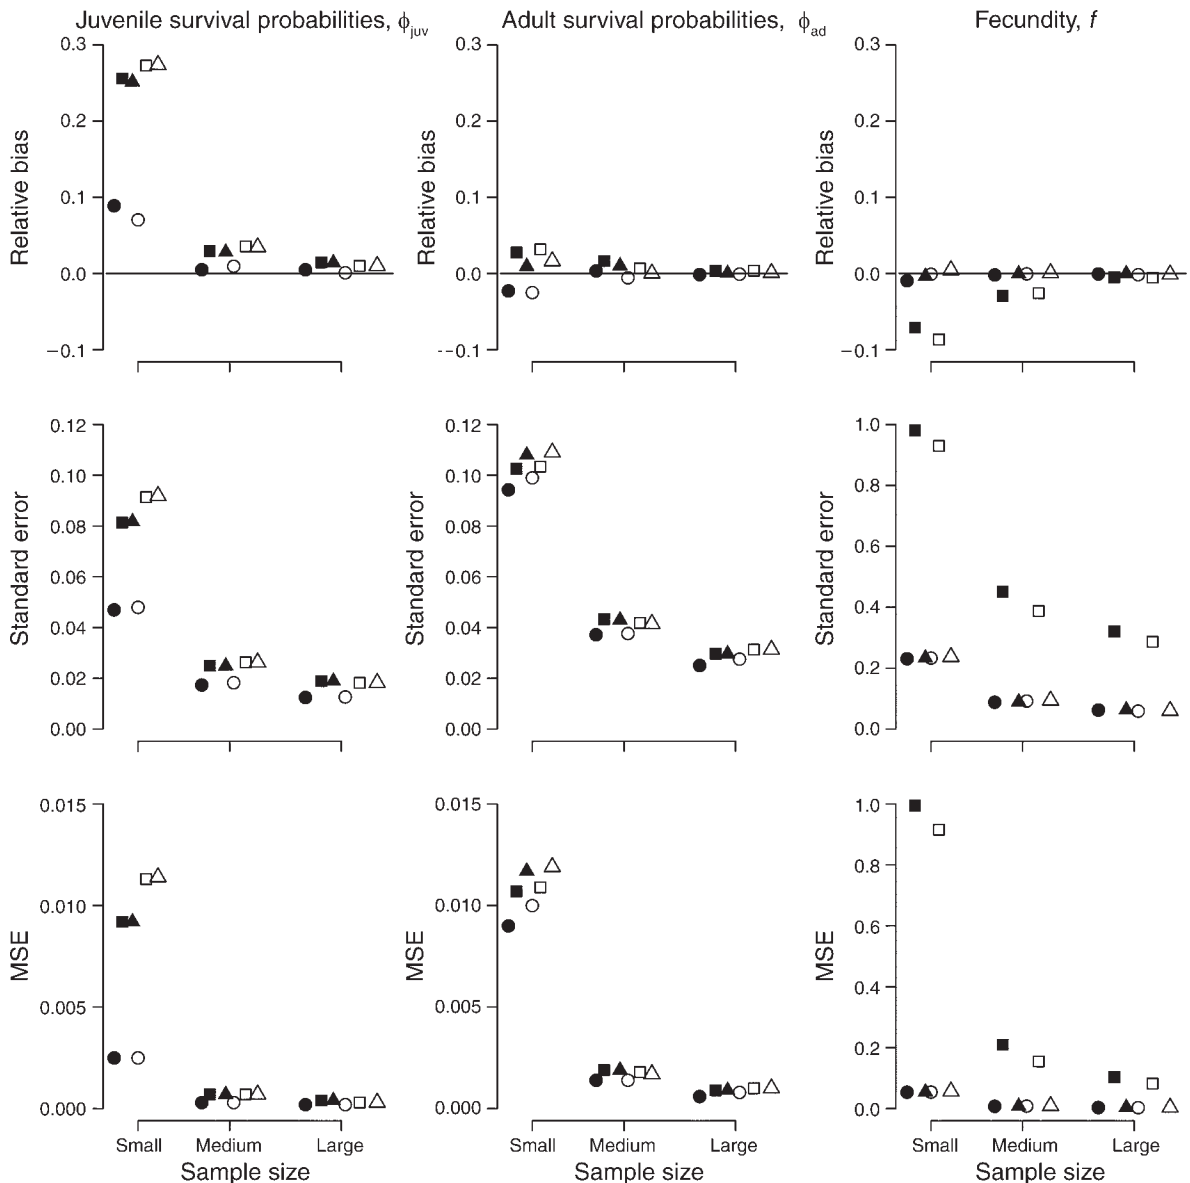 Juvenile survival probabilities, ϕjuv
Adult survival probabilities, ϕad
Fecundity, f
Relative bias
0.3
0.2
0.1
0.0
−0.1
Relative bias
0.3
0.2
0.1
0.0
--0.1
Relative bias
0.3
0.2
0.1
0.0
−0.1
Standard error
0.12
0.10
0.08
0.06
0.04
0.02
0.00
Standard error
0.12
0.10
0.08
0.06
0.04
0.02
0.00
Standard error
1.0
0.8
0.6
0.4
0.2
0.0
MSE
0.015
0.010
0.005
0.000
MSE
0.015
0.010
0.005
0.000
MSE
1.0
0.8
0.6
0.4
0.2
0.0
Small Medium Large
Sample size
Small Medium Large
Sample size
Small Medium Large
Sample size